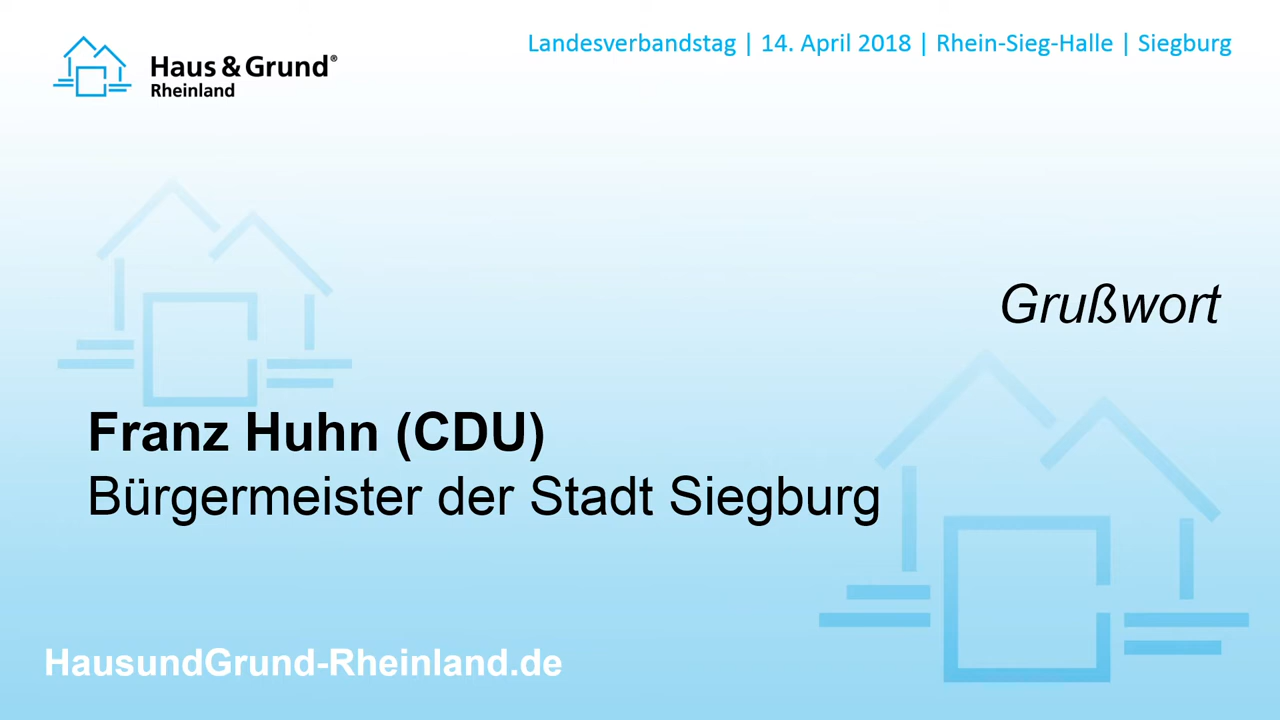 Haus & Grund®
Rheinland
Landesverbandstag | 14. April 2018 | Rhein-Sieg-Halle | Siegburg
Grußwort
Franz Huhn (CDU)
Bürgermeister der Stadt Siegburg
HausundGrund-Rheinland.de